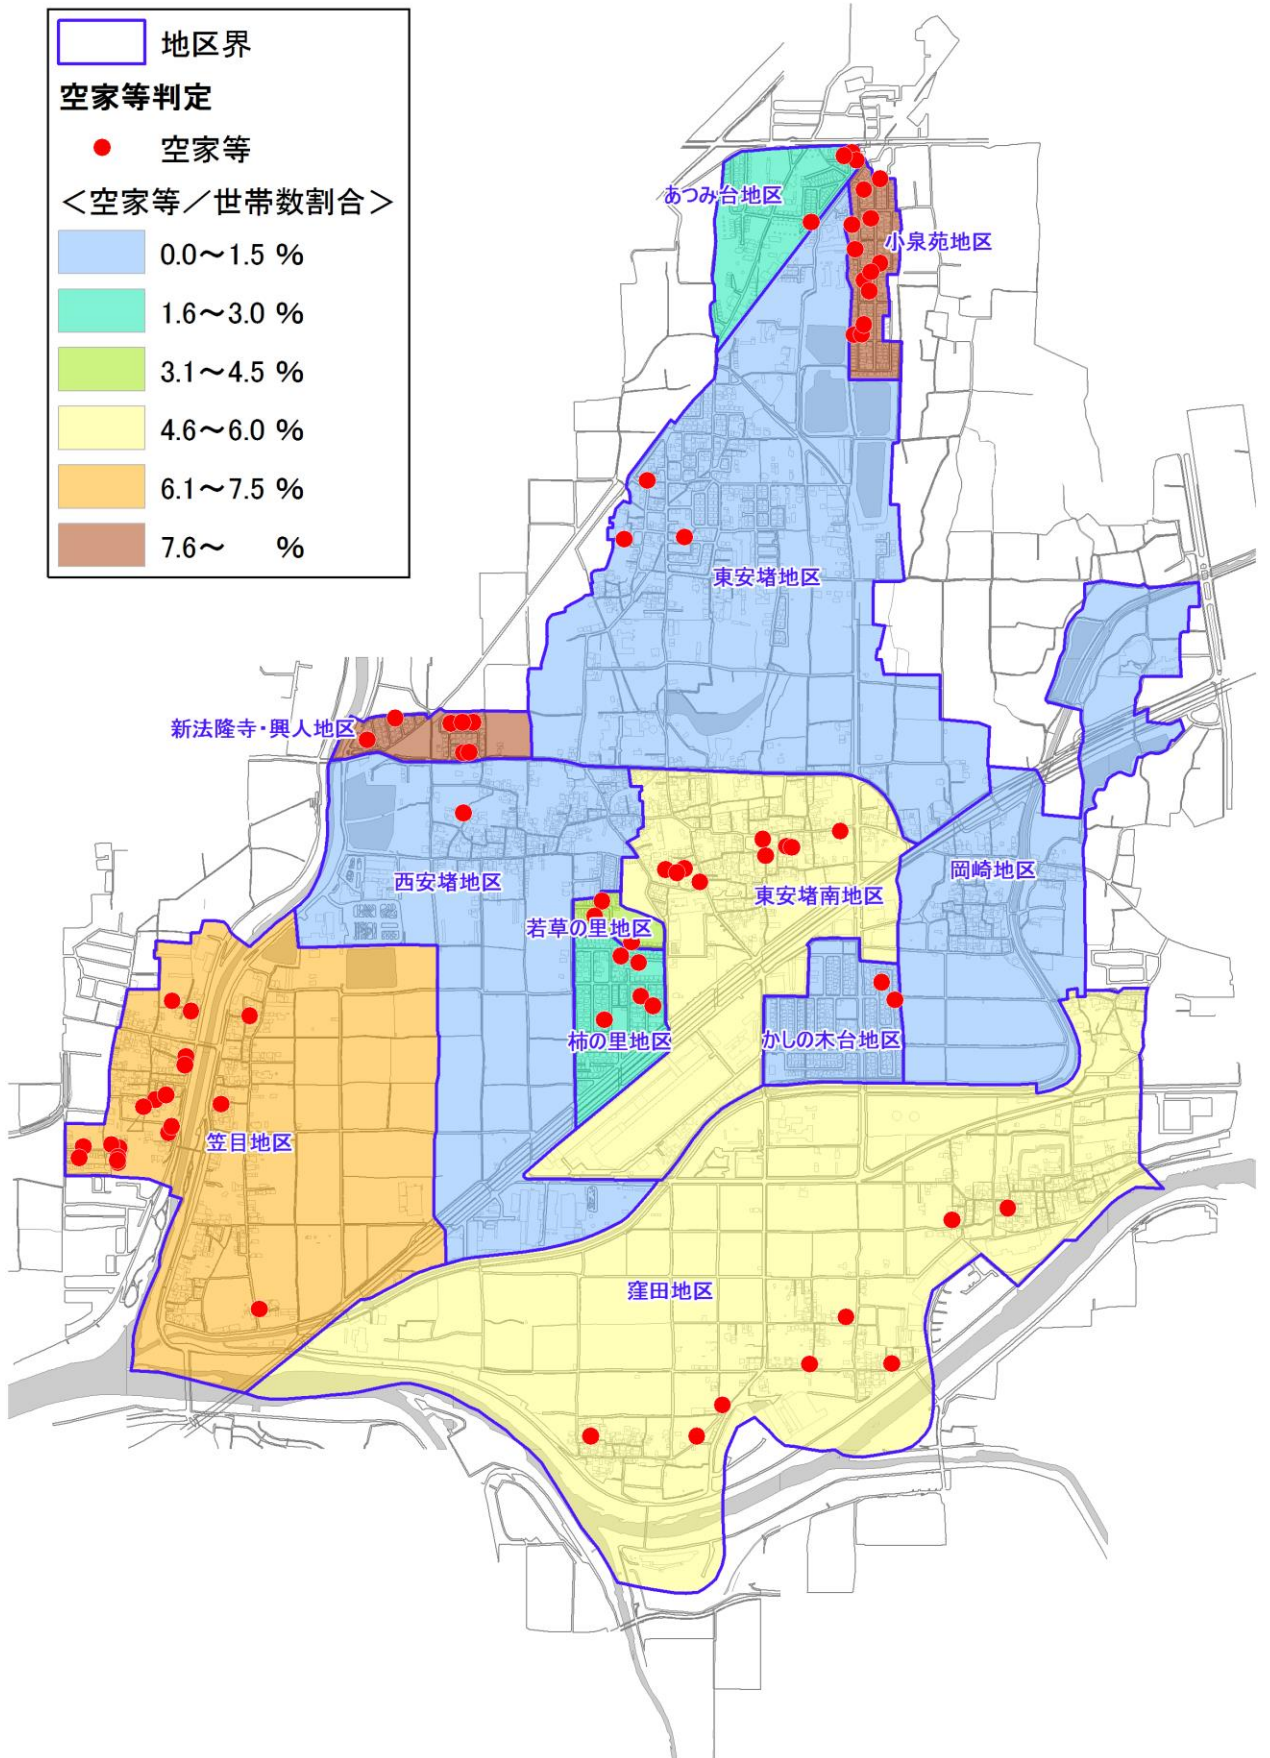 地区界
空家等判定
空家等
＜空家等／世帯数割合＞
0.0～1.5 %
1.6～3.0 %
3.1～4.5 %
4.6～6.0 %
6.1～7.5 %
7.6～ %
あつみ台地区
小泉苑地区
東安堵地区
新法隆寺・興人地区
西安堵地区
岡崎地区
東安堵南地区
若草の里地区
柿の里地区
かしの木台地区
笠目地区
窪田地区